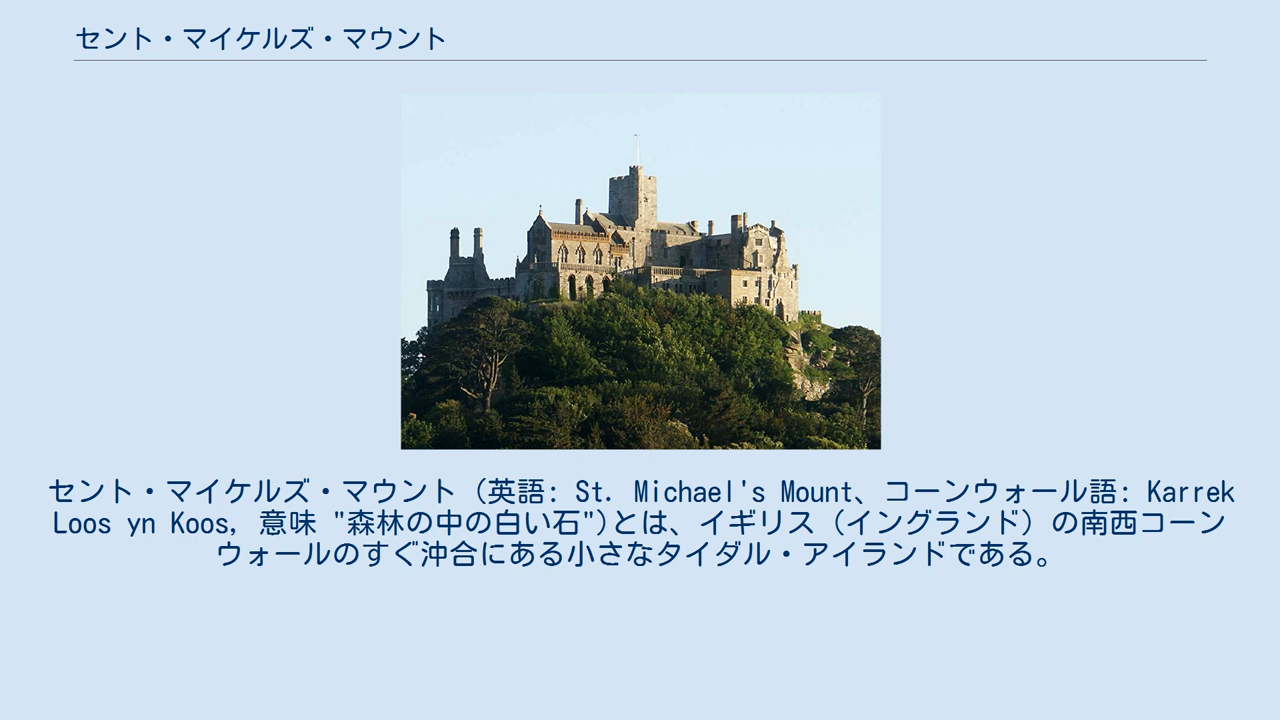 セント・マイケルズ・マウント
セント・マイケルズ・マウント（英語: St. Michael's Mount、コーンウォール語: Karrek
Loos yn Koos, 意味 "森林の中の白い石")とは、イギリス（イングランド）の南西コーン
ウォールのすぐ沖合にある小さなタイダル・アイランドである。